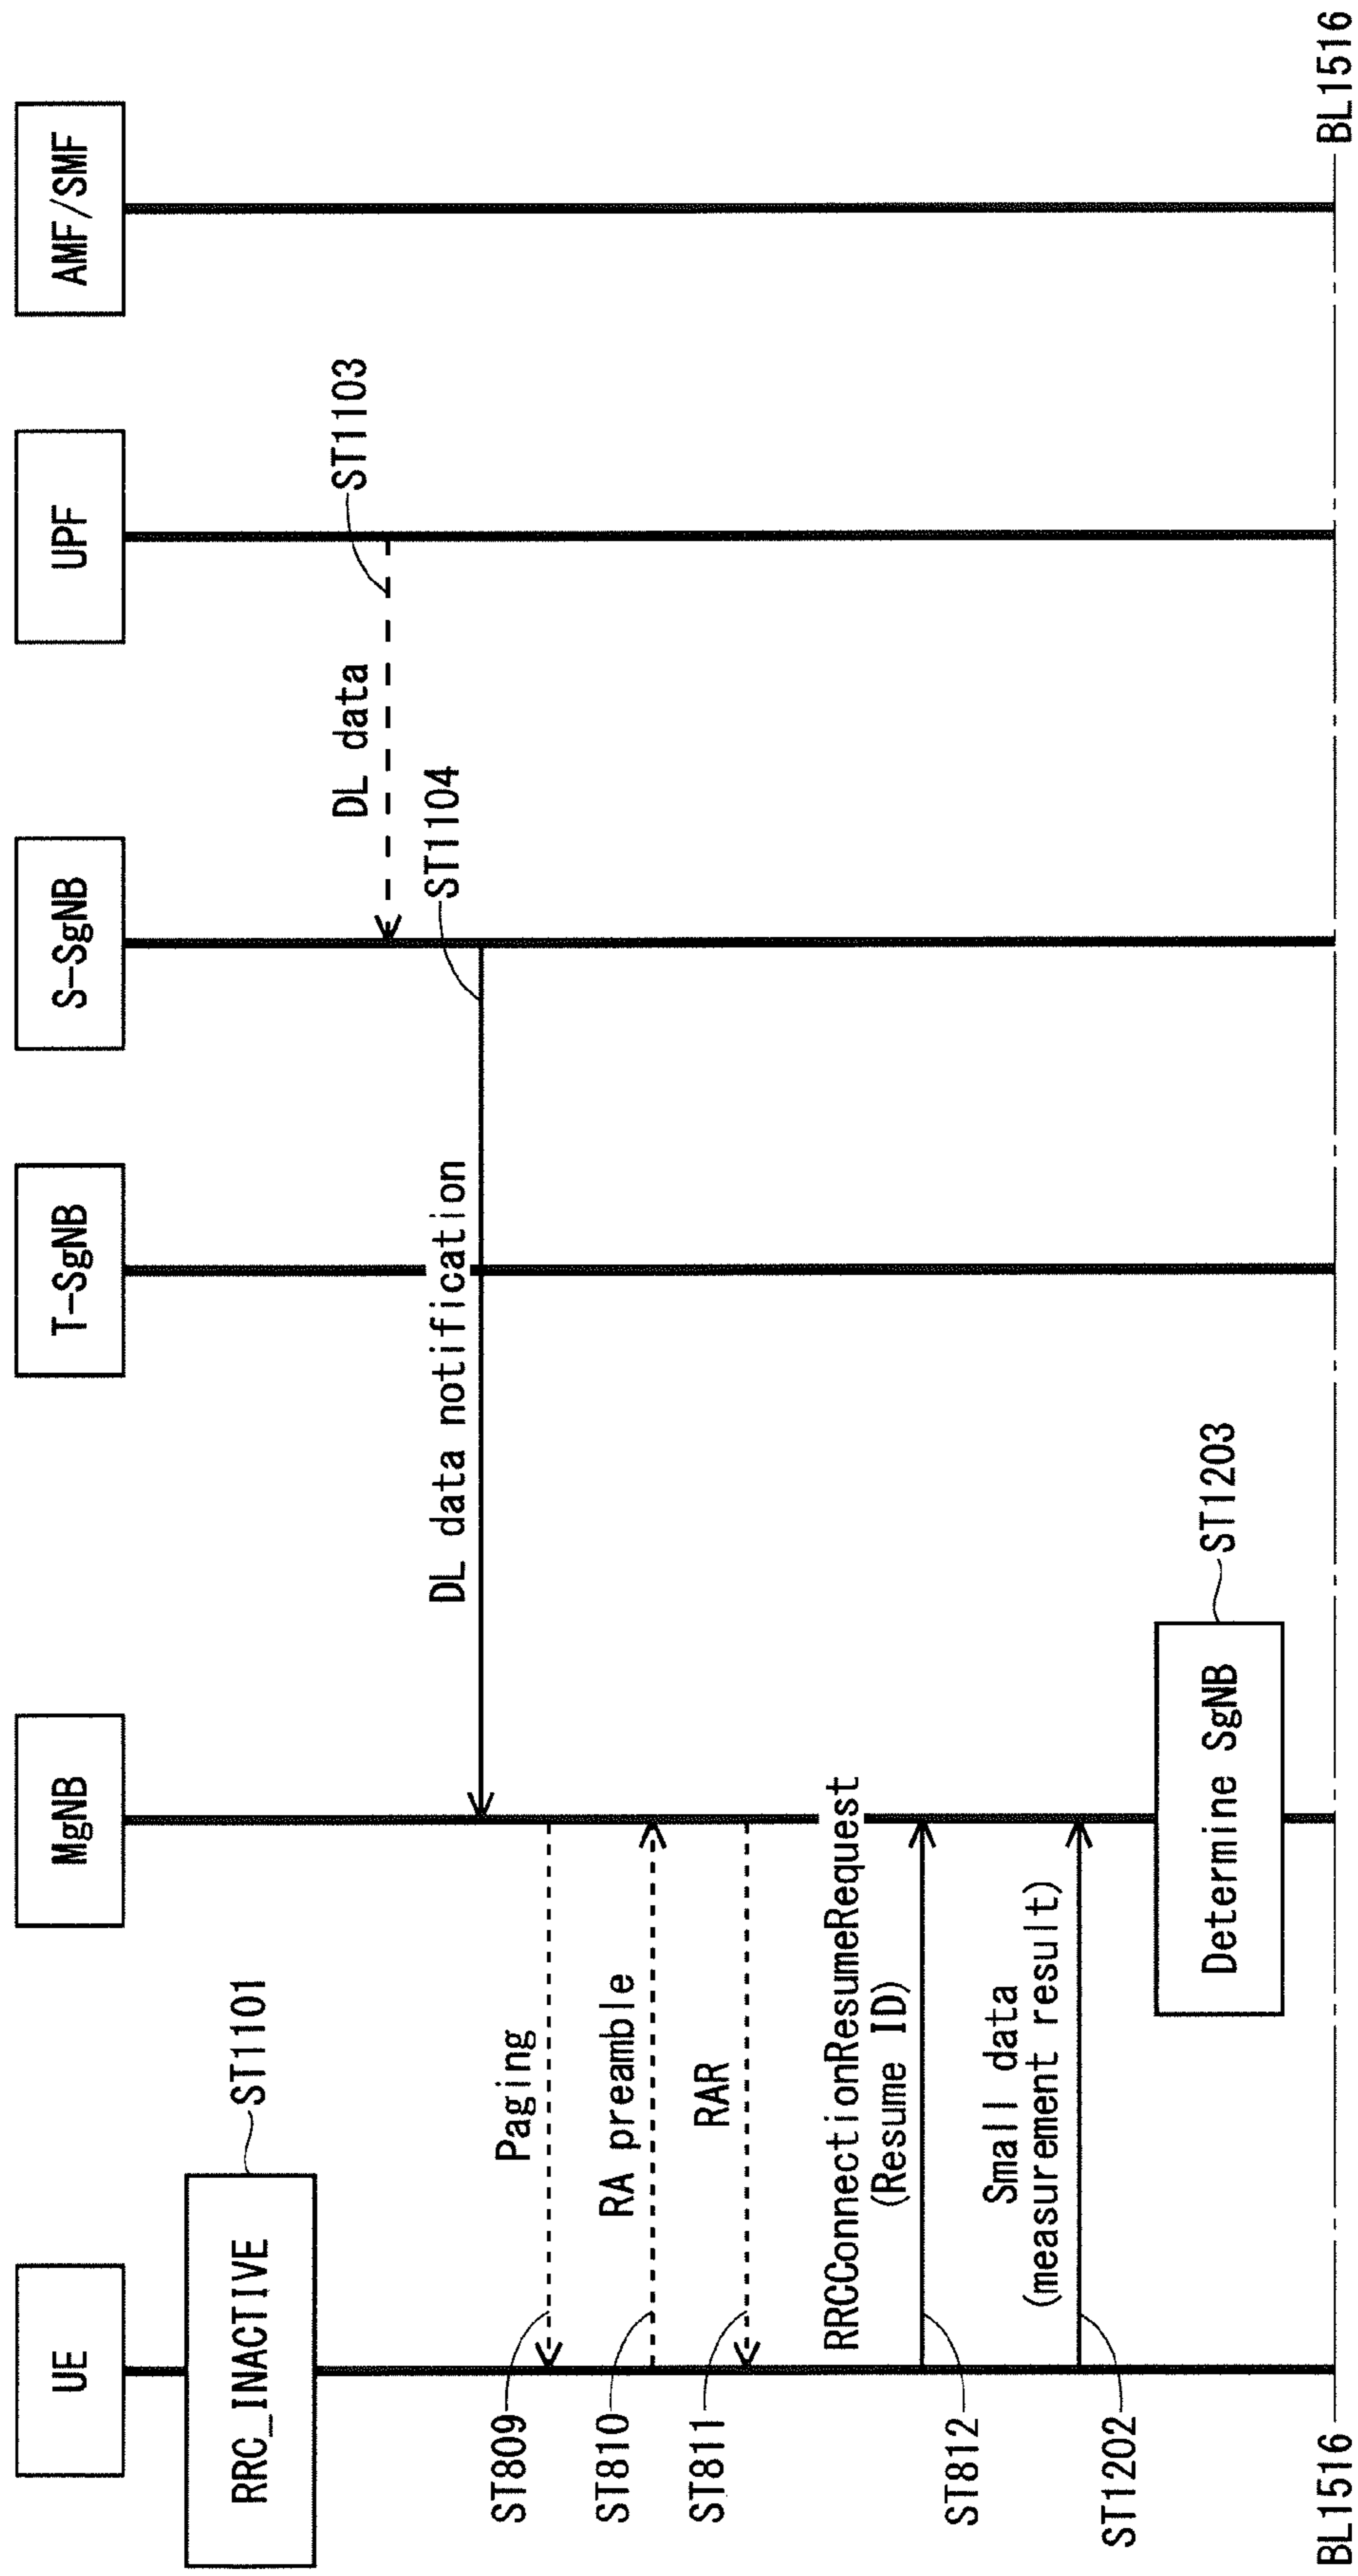 UE
MgNB
T-SgNB
S-SgNB
UPF
AMF/SMF
RRC_INACTIVE
ST1101
DL data
ST1103
DL data notification
ST1104
ST809
Paging
ST810
RA preamble
ST811
RAR
RRCConnectionResumeRequest
(Resume ID)
ST812
Small data
(measurement result)
ST1202
Determine SgNB
ST1203
BL1516
BL1516